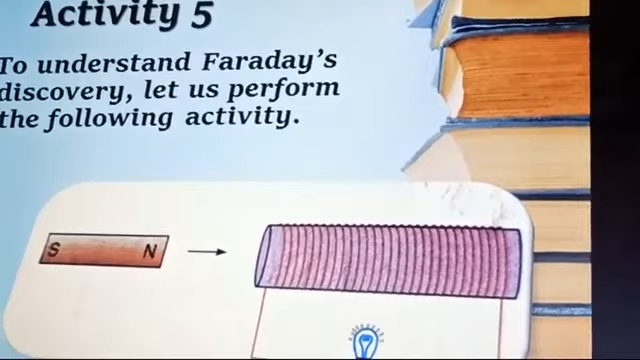 Activity 5
To understand Faraday's
discovery, let us perform
the following activity.
S N